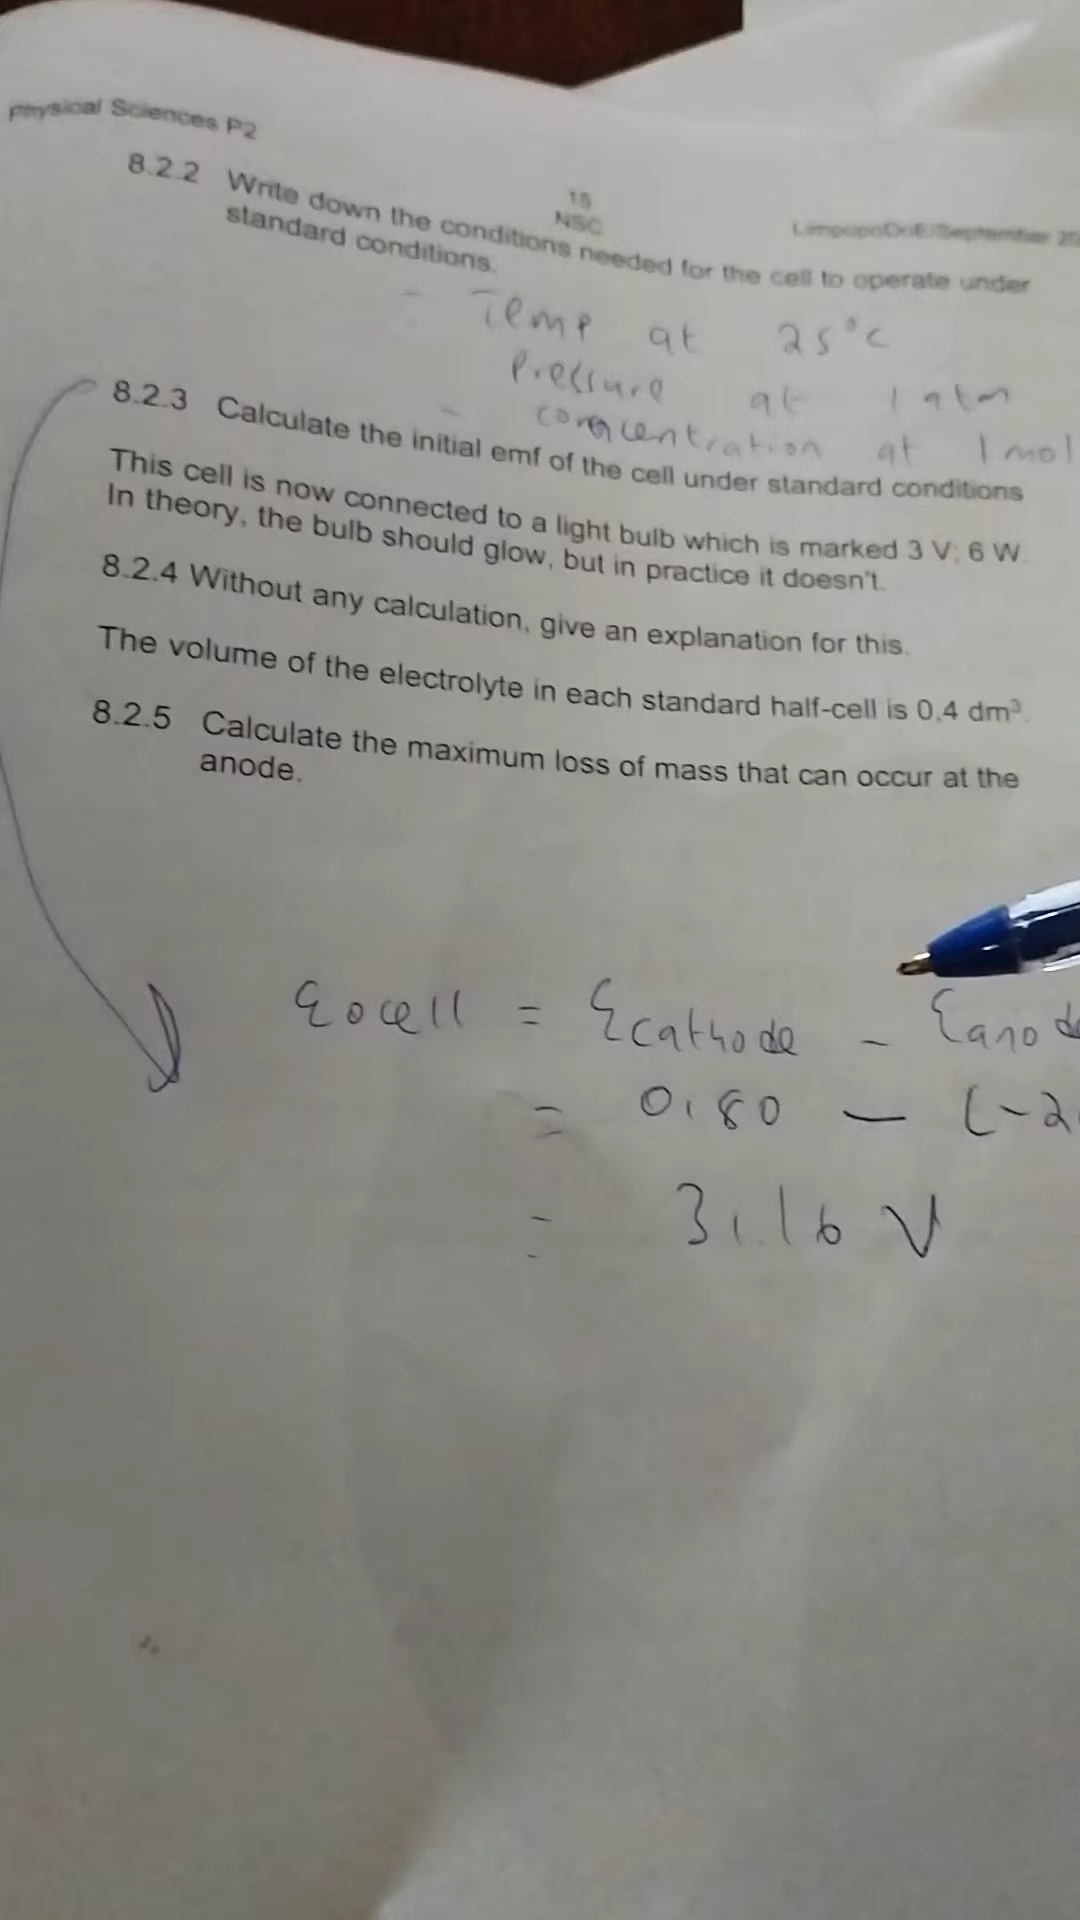 Physical Sciences P2
18
NSC
LimpopoDoE/September 20
8.2.2 Write down the conditions needed for the cell to operate under
standard conditions.
- Temp at 25°C
Pressure at 1 atm
- concentration at 1 mol
8.2.3 Calculate the initial emf of the cell under standard conditions
This cell is now connected to a light bulb which is marked 3 V; 6 W.
In theory, the bulb should glow, but in practice it doesn't.
8.2.4 Without any calculation, give an explanation for this.
The volume of the electrolyte in each standard half-cell is 0,4 dm³.
8.2.5 Calculate the maximum loss of mass that can occur at the
anode.
Eocell = Ecathode - Eanode
= 0,80 - (-2
= 3,16 V